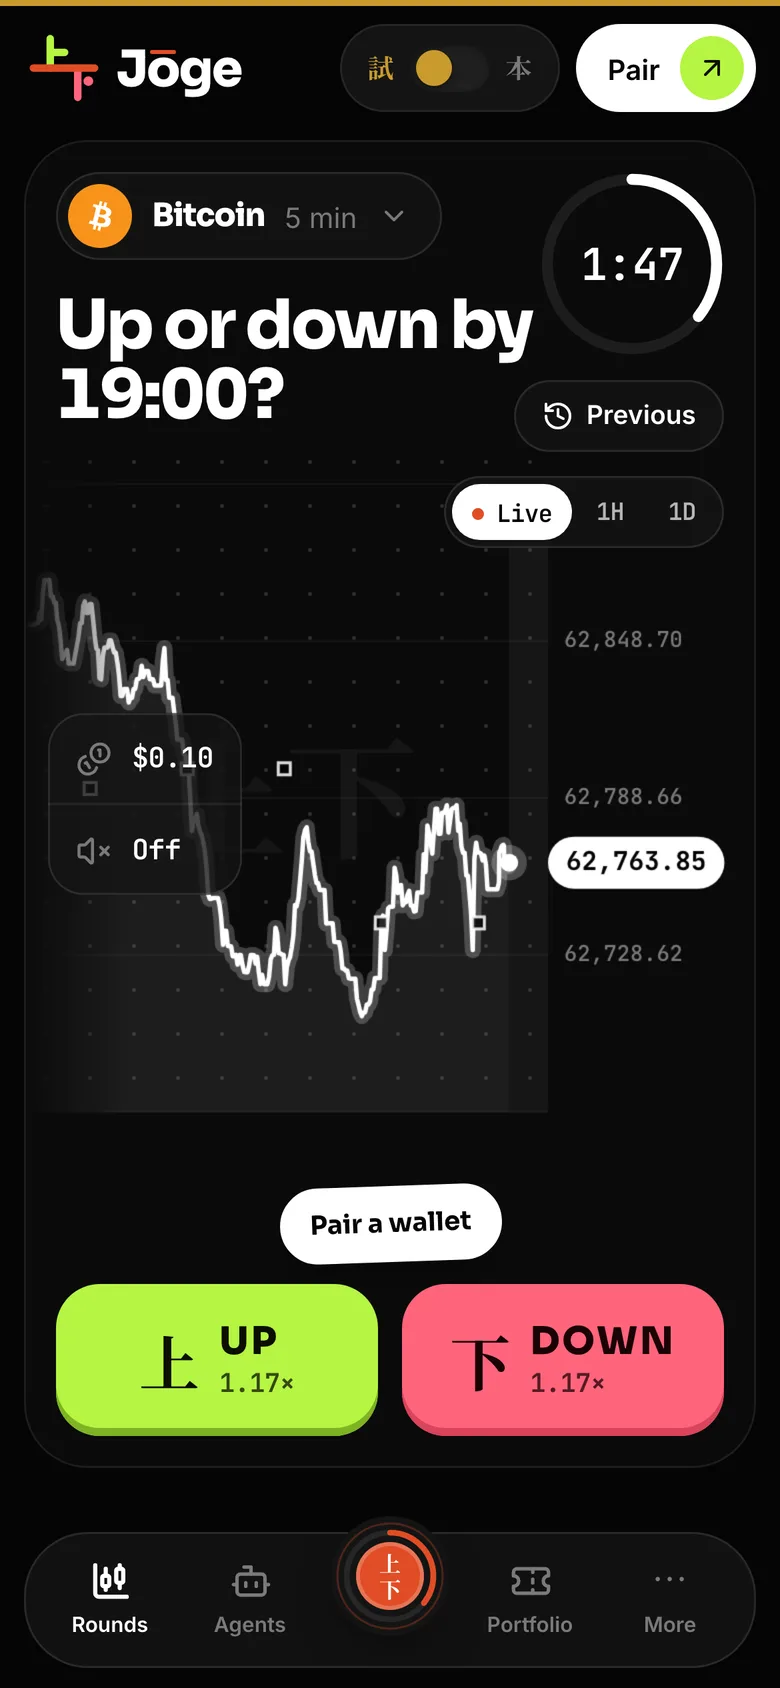 Jōge
試
本
Pair
Bitcoin 5 min
1:47
Up or down by
19:00?
Previous
Live
1H
1D
62,848.70
$0.10
上下
62,788.66
Off
62,763.85
62,728.62
Pair a wallet
上
UP
1.17×
下
DOWN
1.17×
Rounds
Agents
上
下
Portfolio
More